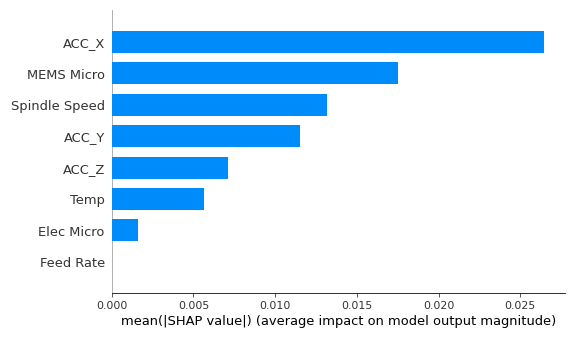 ACC_X
MEMS Micro
Spindle Speed
ACC_Y
ACC_Z
Temp
Elec Micro
Feed Rate
0.000 0.005 0.010 0.015 0.020 0.025
mean(|SHAP value|) (average impact on model output magnitude)